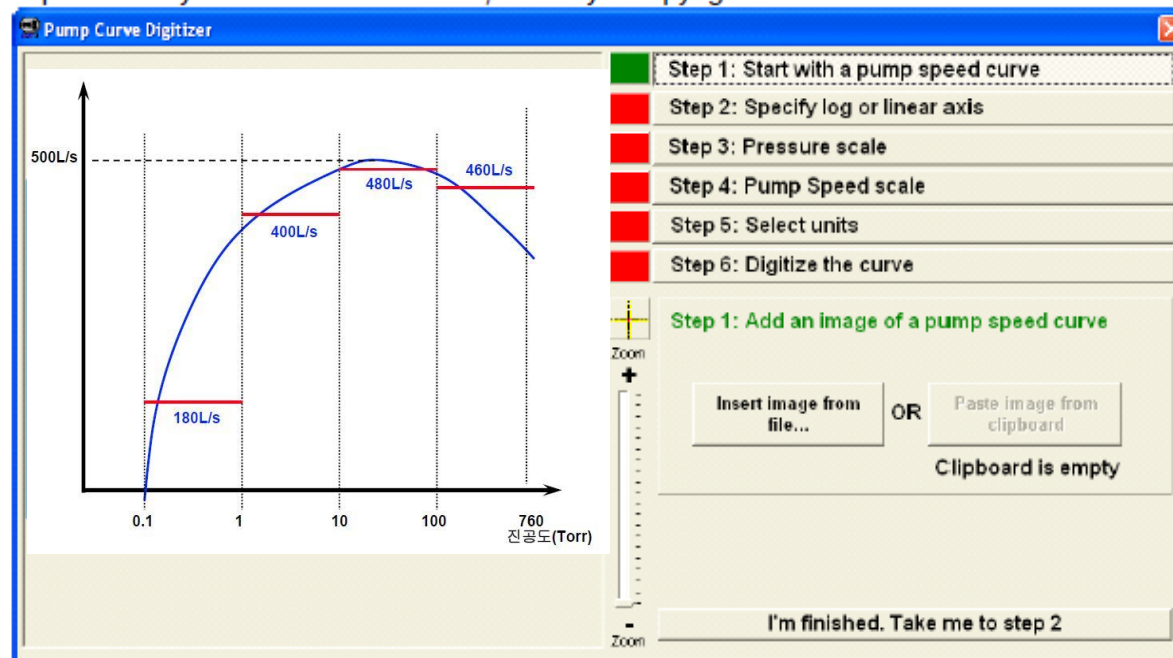 Pump Curve Digitizer
500L/s
180L/s
400L/s
480L/s
460L/s
0.1 1 10 100 760
진공도(Torr)
Step 1: Start with a pump speed curve
Step 2: Specify log or linear axis
Step 3: Pressure scale
Step 4: Pump Speed scale
Step 5: Select units
Step 6: Digitize the curve
Zoom
+
-
Zoom
Step 1: Add an image of a pump speed curve
Insert image from
file...
OR
Paste image from
clipboard
Clipboard is empty
I'm finished. Take me to step 2